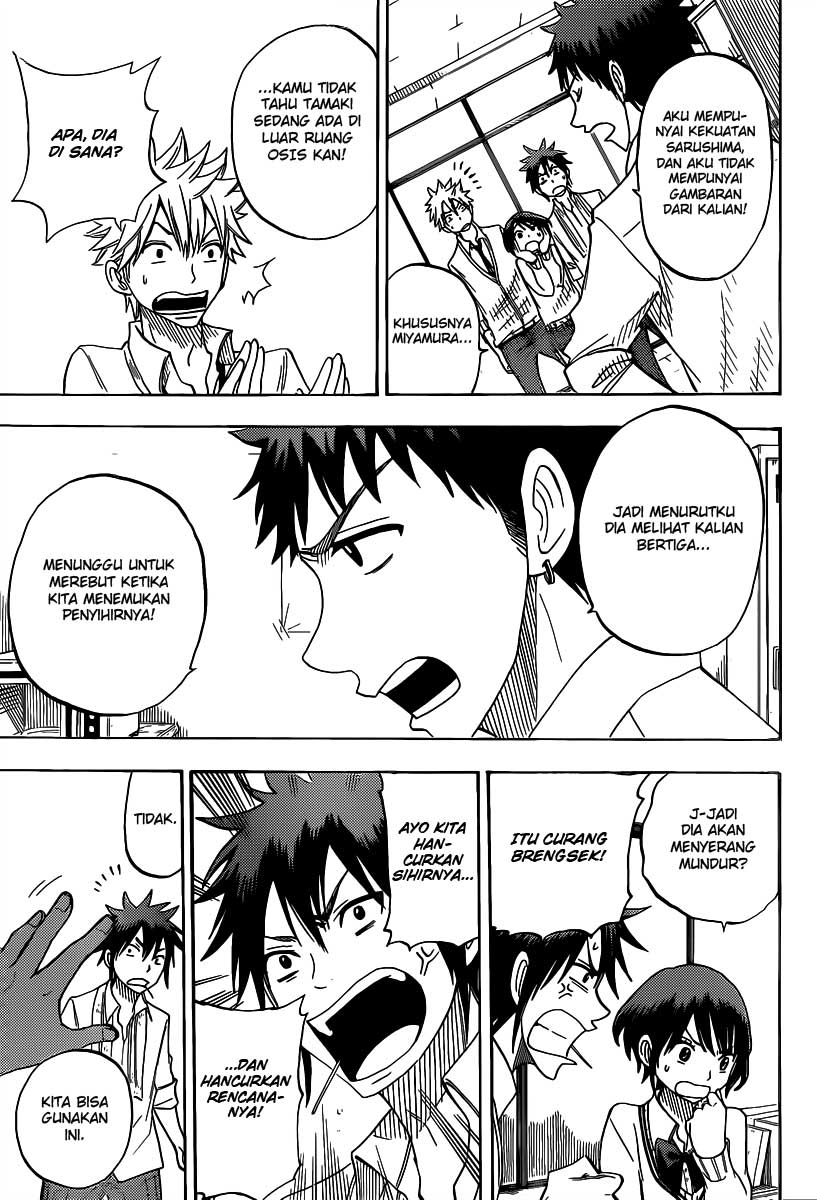 AKU MEMPU-
NYAI KEKUATAN
SARUSHIMA,
DAN AKU TIDAK
MEMPUNYAI
GAMBARAN
DARI KALIAN!
KHUSUSNYA
MIYAMURA...
...KAMU TIDAK
TAHU TAMAKI
SEDANG ADA DI
LUAR RUANG
OSIS KAN!
APA, DIA
DI SANA?
JADI MENURUTKU
DIA MELIHAT KALIAN
BERTIGA...
MENUNGGU UNTUK
MEREBUT KETIKA
KITA MENEMUKAN
PENYIHIRNYA!
J-JADI
DIA AKAN
MENYERANG
MUNDUR?
ITU CURANG
BRENGSEK!
AYO KITA
HAN-
CURKAN
SIHIRNYA...
...DAN
HANCURKAN
RENCANA-
NYA!
TIDAK.
KITA BISA
GUNAKAN
INI.